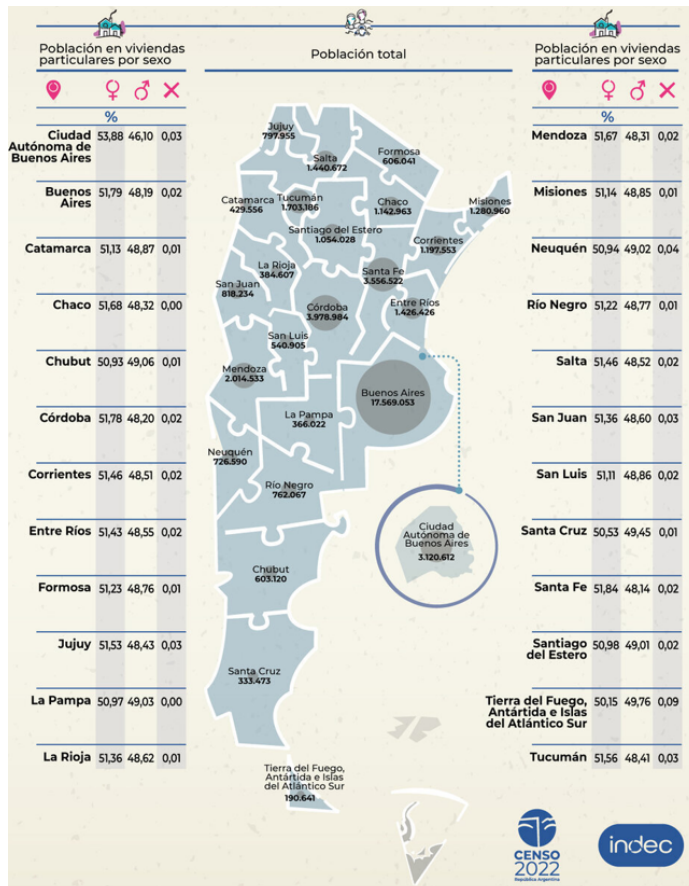 Población en viviendas
particulares por sexo
%
Ciudad
Autónoma de
Buenos Aires
53,88 46,10 0,03
Buenos
Aires
51,79 48,19 0,02
Catamarca 51,13 48,87 0,01
Chaco 51,68 48,32 0,00
Chubut 50,93 49,06 0,01
Córdoba 51,78 48,20 0,02
Corrientes 51,46 48,51 0,02
Entre Ríos 51,43 48,55 0,02
Formosa 51,23 48,76 0,01
Jujuy 51,53 48,43 0,03
La Pampa 50,97 49,03 0,00
La Rioja 51,36 48,62 0,01
Población total
Jujuy
797.955
Salta
1.440.672
Formosa
606.041
Catamarca
429.556
Tucumán
1.703.186
Chaco
1.142.963
Misiones
1.280.960
Santiago del Estero
1.054.028
Corrientes
1.197.553
La Rioja
384.607
San Juan
818.234
Santa Fe
3.556.522
Córdoba
3.978.984
Entre Ríos
1.426.426
San Luis
540.905
Mendoza
2.014.533
Buenos Aires
17.569.053
La Pampa
366.022
Neuquén
726.590
Río Negro
762.067
Ciudad
Autónoma de
Buenos Aires
3.120.612
Chubut
603.120
Santa Cruz
333.473
Tierra del Fuego,
Antártida e Islas
del Atlántico Sur
190.641
Población en viviendas
particulares por sexo
%
Mendoza 51,67 48,31 0,02
Misiones 51,14 48,85 0,01
Neuquén 50,94 49,02 0,04
Río Negro 51,22 48,77 0,01
Salta 51,46 48,52 0,02
San Juan 51,36 48,60 0,03
San Luis 51,11 48,86 0,02
Santa Cruz 50,53 49,45 0,01
Santa Fe 51,84 48,14 0,02
Santiago
del Estero
50,98 49,01 0,02
Tierra del Fuego,
Antártida e Islas
del Atlántico Sur
50,15 49,76 0,09
Tucumán 51,56 48,41 0,03
CENSO
2022
República Argentina
indec